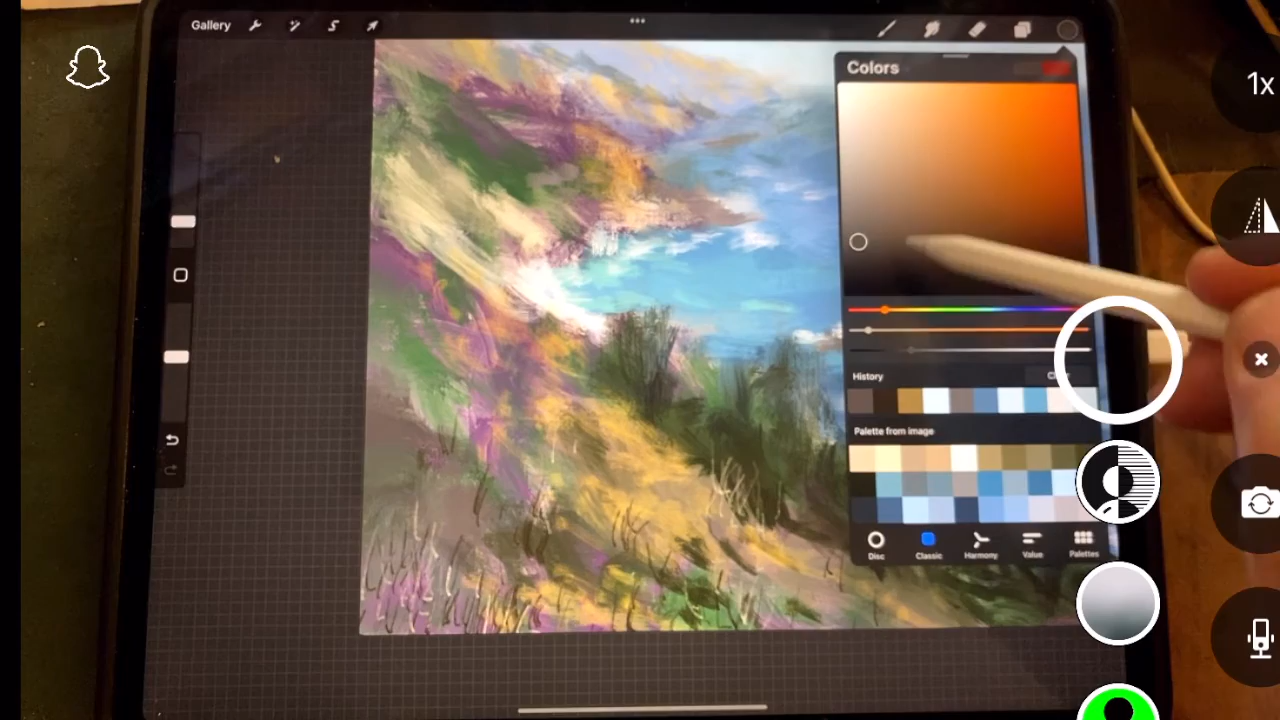 Gallery
Colors
1x
History
Palette from image
Disc
Classic
Harmony
Value
Palettes